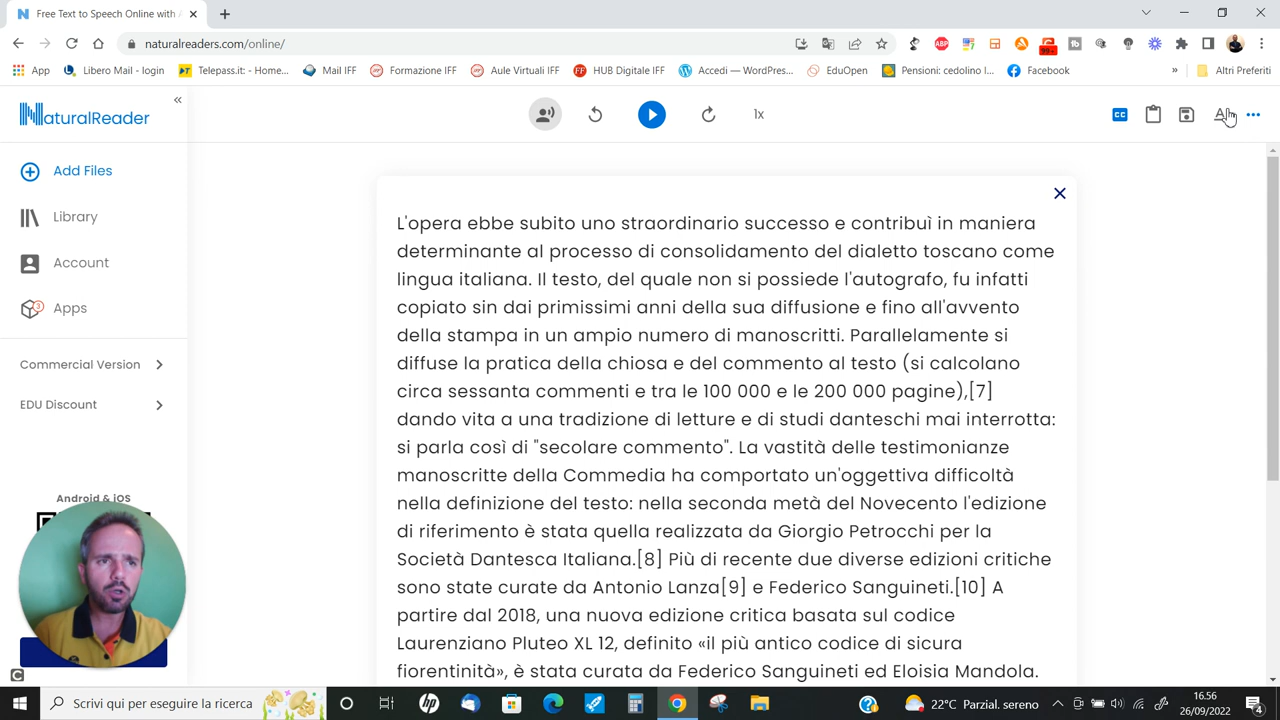 Free Text to Speech Online with A
naturalreaders.com/online/
99+
App
Libero Mail - login
Telepass.it: - Home...
Mail IFF
Formazione IFF
Aule Virtuali IFF
HUB Digitale IFF
Accedi — WordPres...
EduOpen
Pensioni: cedolino I...
Facebook
»
Altri Preferiti
NaturalReader
«
1x
CC
Add Files
Library
Account
3
Apps
Commercial Version
EDU Discount
Android & iOS
L'opera ebbe subito uno straordinario successo e contribuì in maniera
determinante al processo di consolidamento del dialetto toscano come
lingua italiana. Il testo, del quale non si possiede l'autografo, fu infatti
copiato sin dai primissimi anni della sua diffusione e fino all'avvento
della stampa in un ampio numero di manoscritti. Parallelamente si
diffuse la pratica della chiosa e del commento al testo (si calcolano
circa sessanta commenti e tra le 100 000 e le 200 000 pagine),[7]
dando vita a una tradizione di letture e di studi danteschi mai interrotta:
si parla così di "secolare commento". La vastità delle testimonianze
manoscritte della Commedia ha comportato un'oggettiva difficoltà
nella definizione del testo: nella seconda metà del Novecento l'edizione
di riferimento è stata quella realizzata da Giorgio Petrocchi per la
Società Dantesca Italiana.[8] Più di recente due diverse edizioni critiche
sono state curate da Antonio Lanza[9] e Federico Sanguineti.[10] A
partire dal 2018, una nuova edizione critica basata sul codice
Laurenziano Pluteo XL 12, definito «il più antico codice di sicura
fiorentinità», è stata curata da Federico Sanguineti ed Eloisia Mandola.
Scrivi qui per eseguire la ricerca
22°C Parzial. sereno
16.56
26/09/2022
4